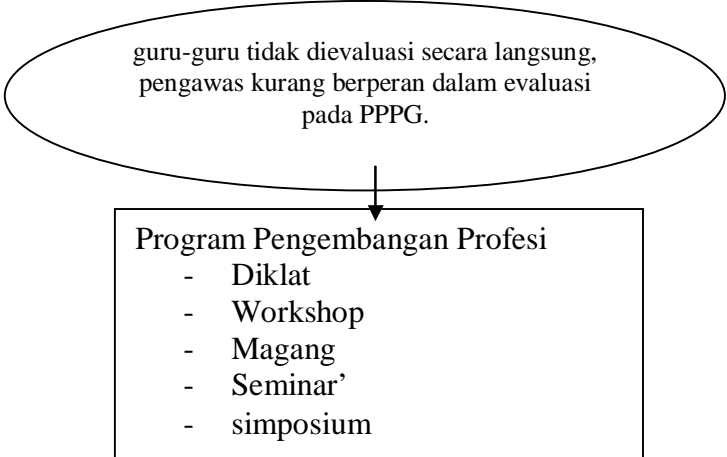 guru-guru tidak dievaluasi secara langsung,
pengawas kurang berperan dalam evaluasi
pada PPPG.
Program Pengembangan Profesi
- Diklat
- Workshop
- Magang
- Seminar’
- simposium